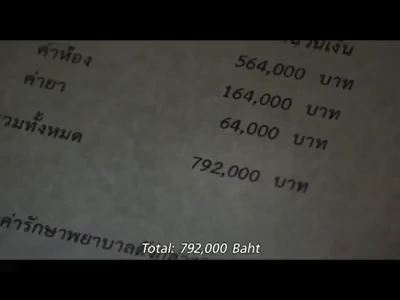 564,000 บาท
ค่าห้อง 164,000 บาท
ค่ายา 64,000 บาท
วมทั้งหมด 792,000 บาท
ค่ารักษาพยาบาล
Total: 792,000 Baht